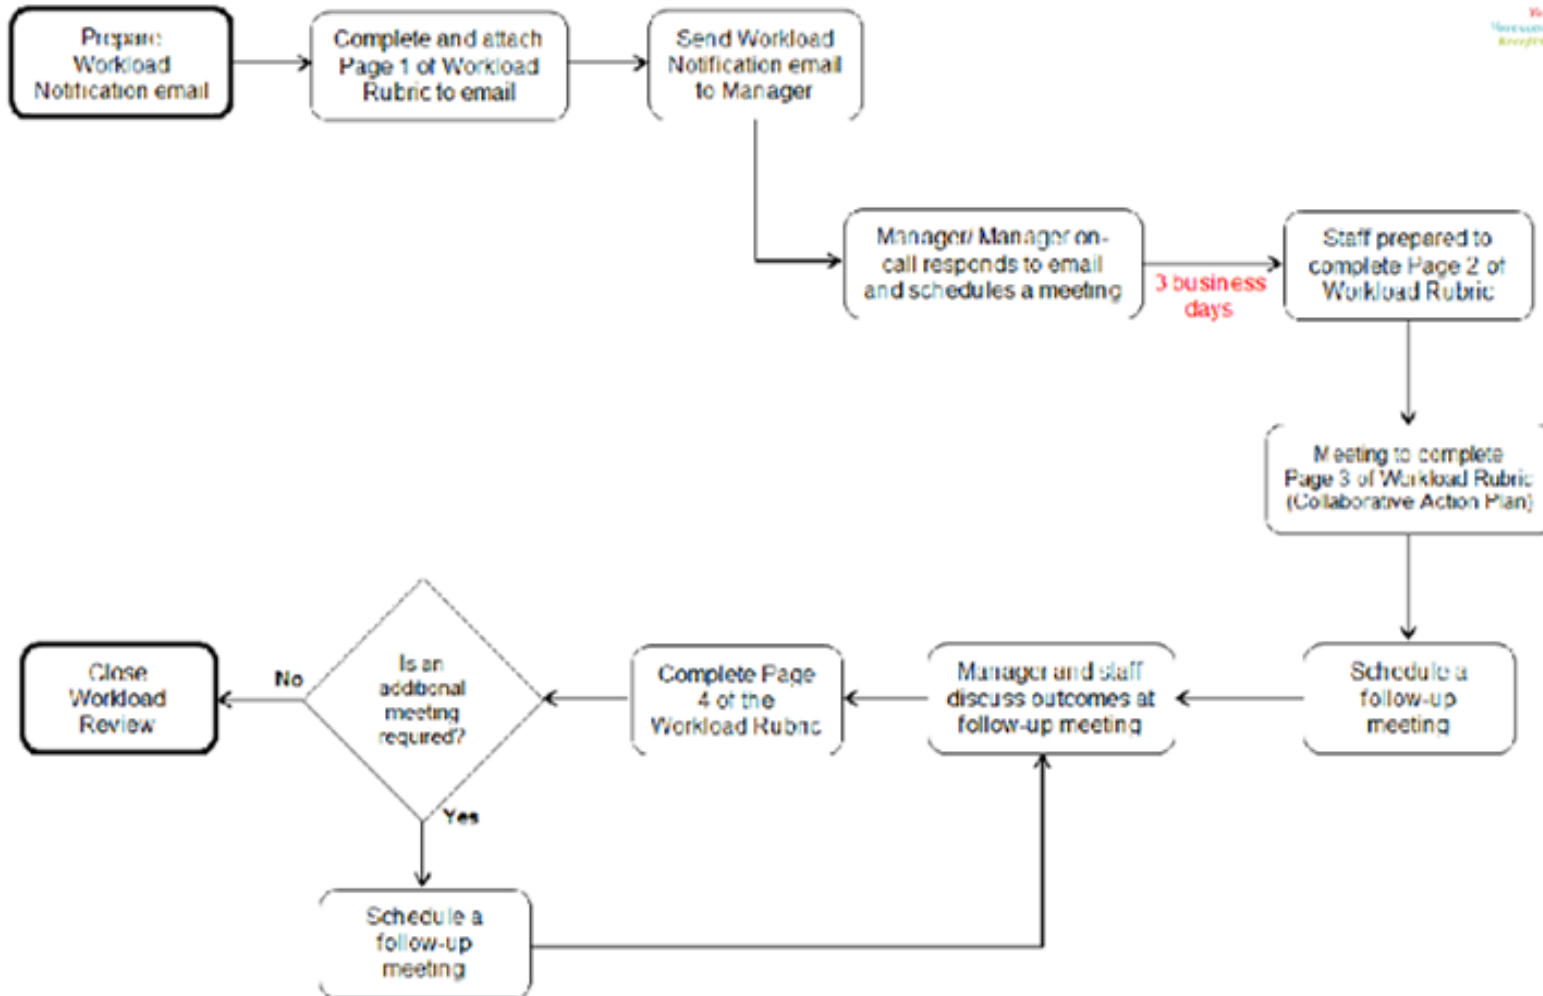 Prepare
Workload
Notification email
Complete and attach
Page 1 of Workload
Rubric to email
Send Workload
Notification email
to Manager
Manager/ Manager on-
call responds to email
and schedules a meeting
3 business
days
Staff prepared to
complete Page 2 of
Workload Rubric
Meeting to complete
Page 3 of Workload Rubric
(Collaborative Action Plan)
Schedule a
follow-up
meeting
Manager and staff
discuss outcomes at
follow-up meeting
Complete Page
4 of the
Workload Rubric
Is an
additional
meeting
required?
No
Close
Workload
Review
Yes
Schedule a
follow-up
meeting